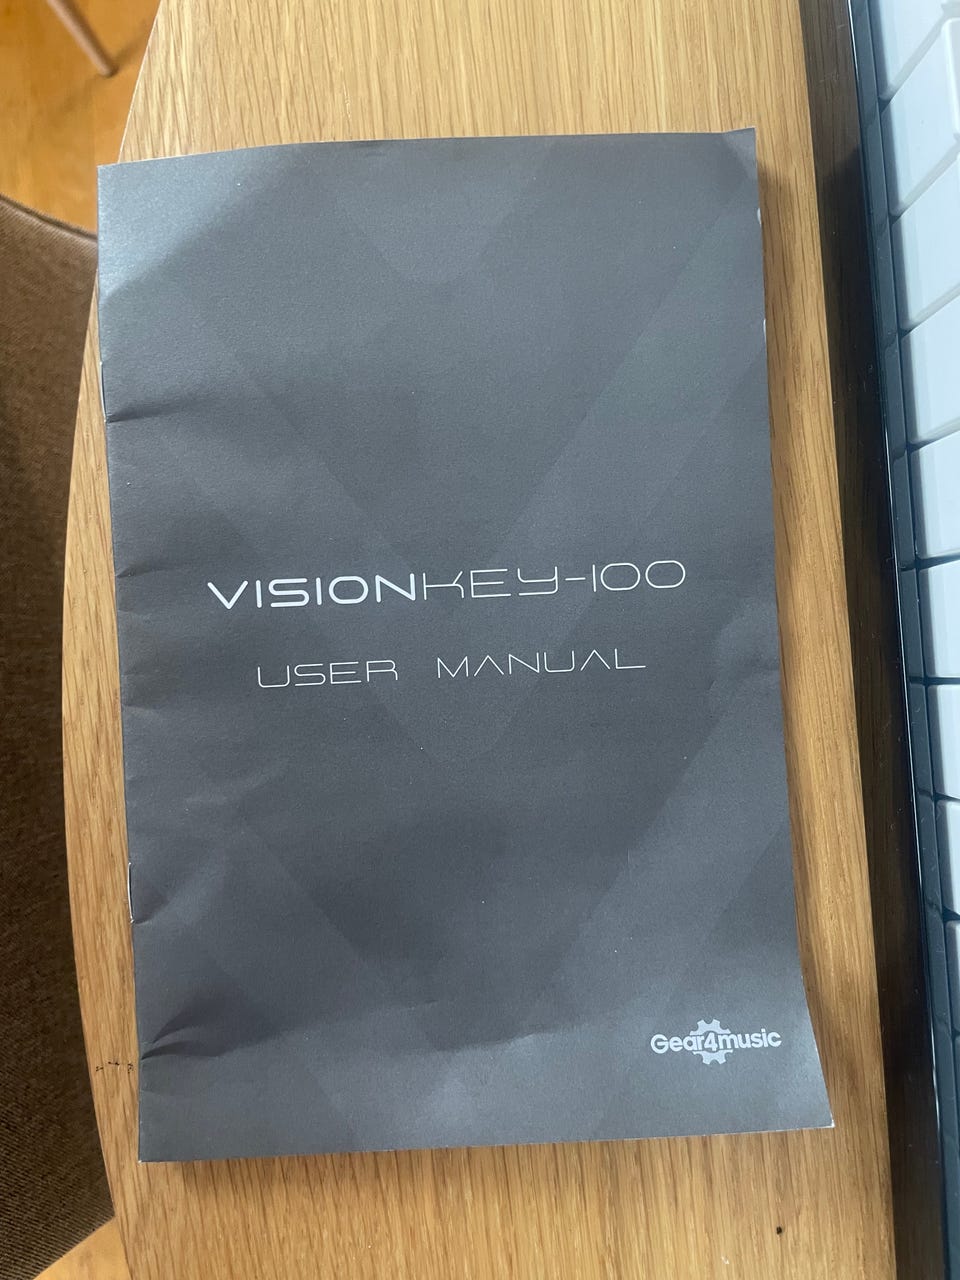 VISIONKEY-100
USER MANUAL
Gear4music